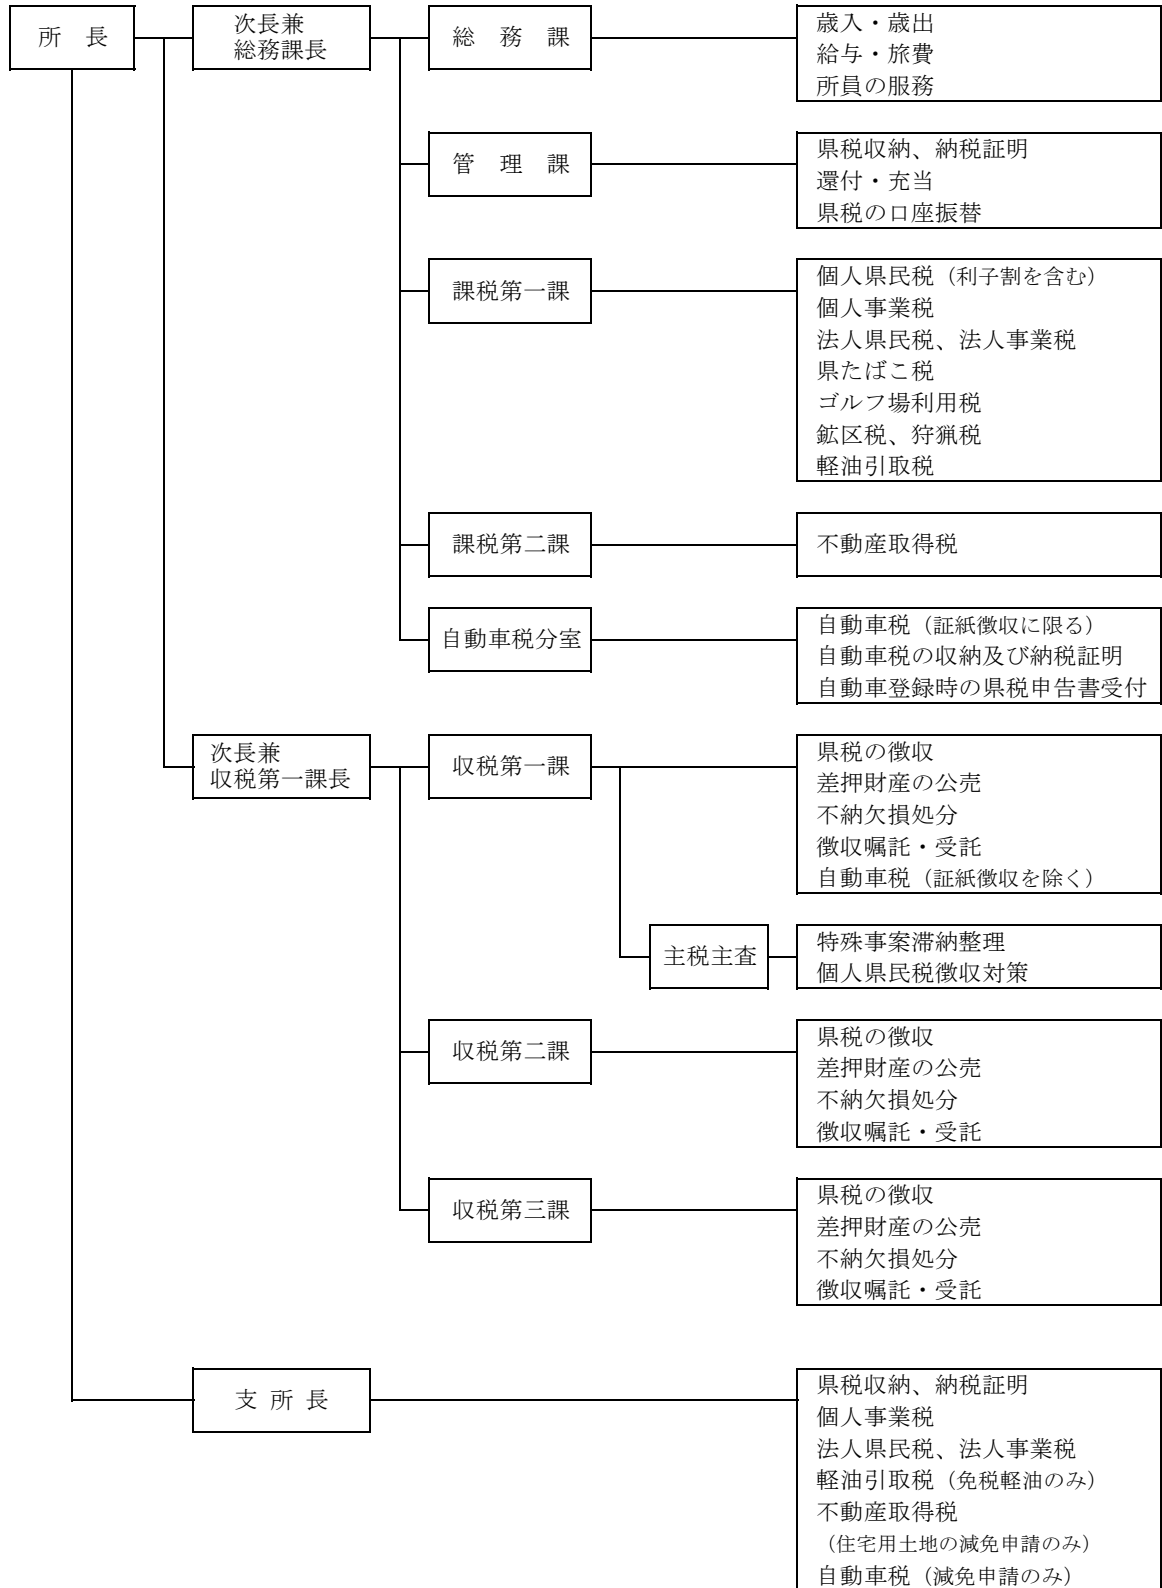 所　長
次長兼
総務課長
総　務　課
歳入・歳出
給与・旅費
所員の服務
管　理　課
県税収納、納税証明
還付・充当
県税の口座振替
課税第一課
個人県民税（利子割を含む）
個人事業税
法人県民税、法人事業税
県たばこ税
ゴルフ場利用税
鉱区税、狩猟税
軽油引取税
課税第二課
不動産取得税
自動車税分室
自動車税（証紙徴収に限る）
自動車税の収納及び納税証明
自動車登録時の県税申告書受付
次長兼
収税第一課長
収税第一課
県税の徴収
差押財産の公売
不納欠損処分
徴収嘱託・受託
自動車税（証紙徴収を除く）
主税主査
特殊事案滞納整理
個人県民税徴収対策
収税第二課
県税の徴収
差押財産の公売
不納欠損処分
徴収嘱託・受託
収税第三課
県税の徴収
差押財産の公売
不納欠損処分
徴収嘱託・受託
支 所 長
県税収納、納税証明
個人事業税
法人県民税、法人事業税
軽油引取税（免税軽油のみ）
不動産取得税
（住宅用土地の減免申請のみ）
自動車税（減免申請のみ）